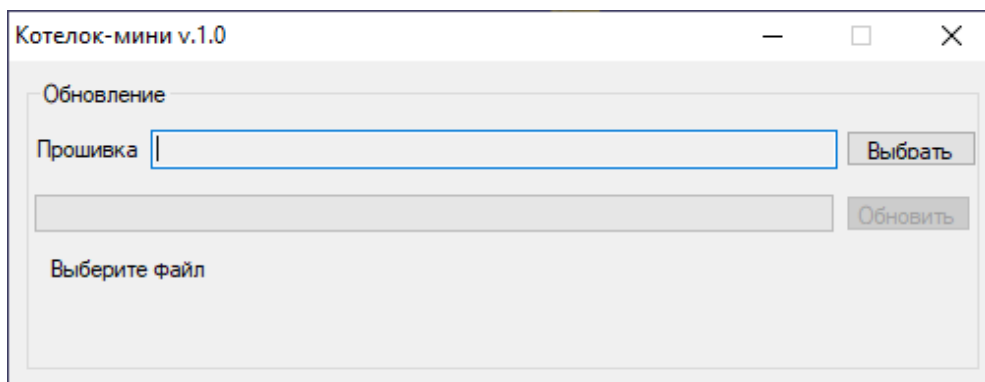 Котелок-мини v.1.0
Обновление
Прошивка Выбрать
Обновить
Выберите файл